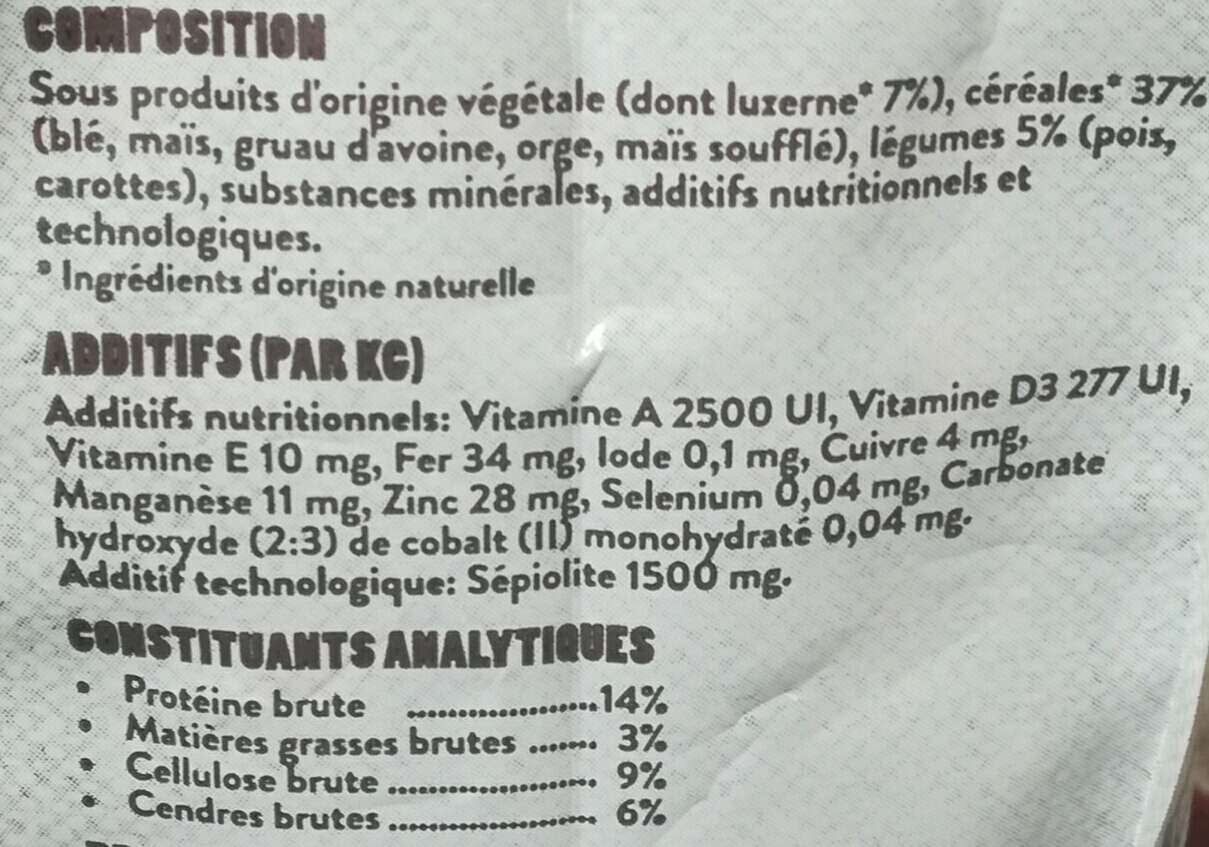 COMPOSITION
Sous produits d'origine végétale (dont luzerne* 7%), céréales* 37%
(blé, maïs, gruau d'avoine, orge, maïs soufflé), légumes 5% (pois,
carottes), substances minérales, additifs nutritionnels et
technologiques.
* Ingrédients d'origine naturelle
ADDITIFS (PAR KG)
Additifs nutritionnels: Vitamine A 2500 UI, Vitamine D3 277 UI,
Vitamine E 10 mg, Fer 34 mg, Iode 0,1 mg, Cuivre 4 mg,
Manganèse 11 mg, Zinc 28 mg, Selenium 0,04 mg, Carbonate
hydroxyde (2:3) de cobalt (II) monohydraté 0,04 mg.
Additif technologique: Sépiolite 1500 mg.
CONSTITUANTS ANALYTIQUES
• Protéine brute ....................14%
• Matières grasses brutes ....... 3%
• Cellulose brute ..................... 9%
• Cendres brutes ..................... 6%